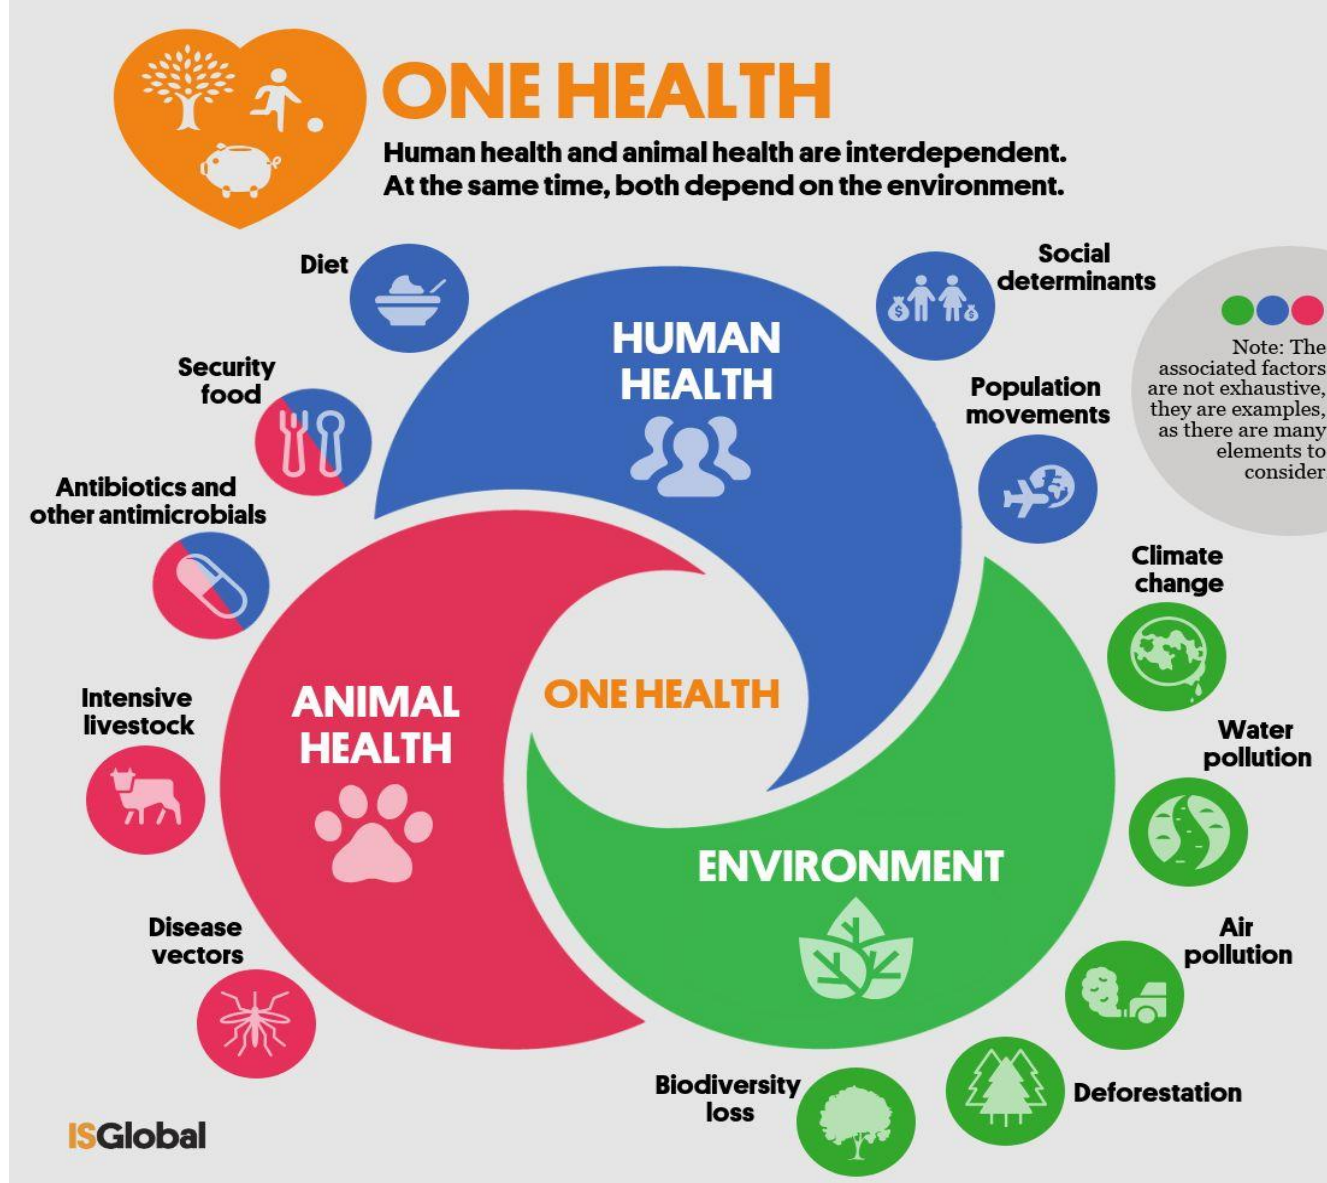 ONE HEALTH
Human health and animal health are interdependent.
At the same time, both depend on the environment.
Diet
Social
determinants
Security
food
Population
movements
Note: The
associated factors
are not exhaustive,
they are examples,
as there are many
elements to
consider
HUMAN
HEALTH
Antibiotics and
other antimicrobials
Climate
change
Intensive
livestock
ANIMAL
HEALTH
ONE HEALTH
Water
pollution
ENVIRONMENT
Disease
vectors
Air
pollution
Biodiversity
loss
Deforestation
ISGlobal